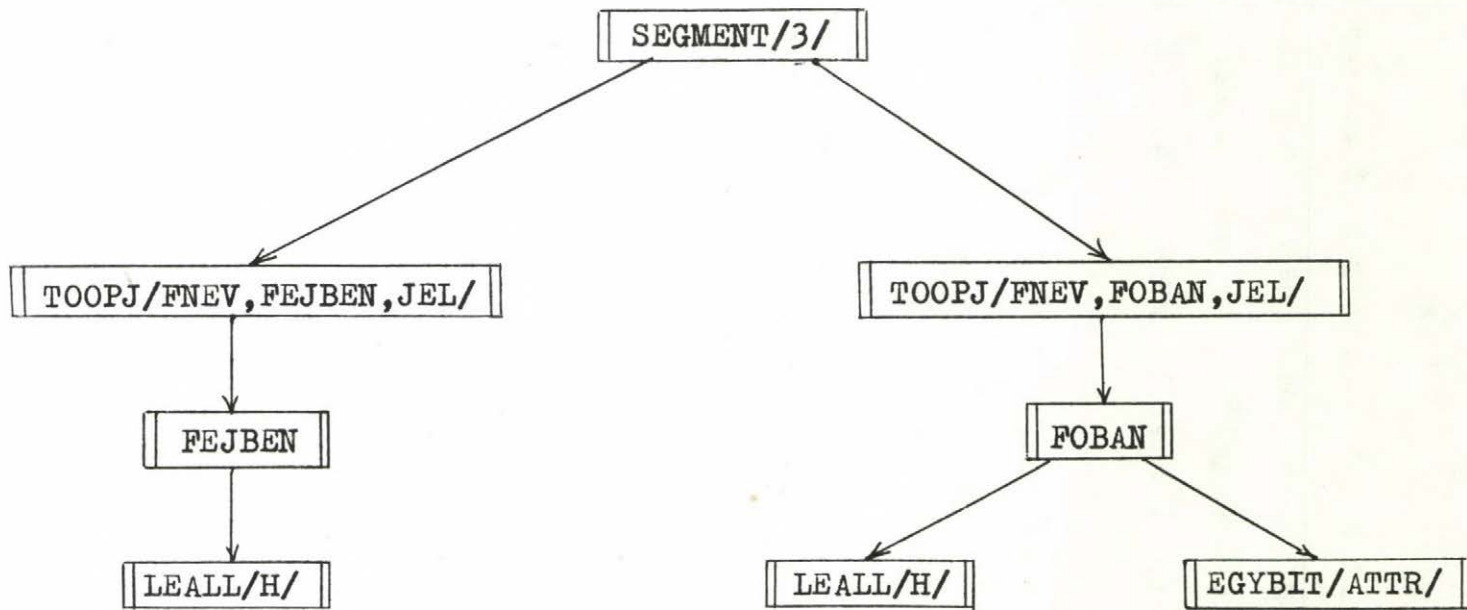 SEGMENT/3/
TOOPJ/FNEV,FEJBEN,JEL/
TOOPJ/FNEV,FOBAN,JEL/
FEJBEN
FOBAN
LEALL/H/
LEALL/H/
EGYBIT/ATTR/